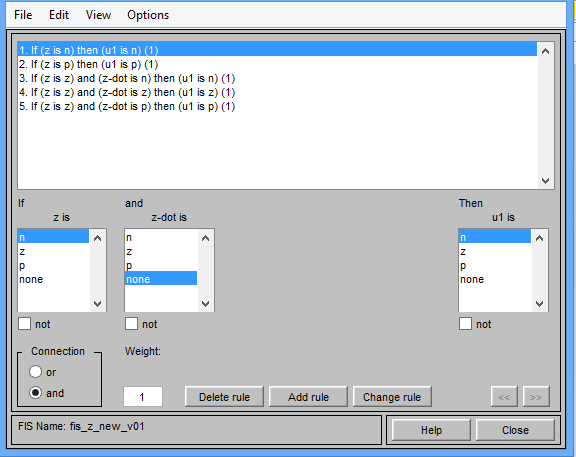 File Edit View Options
1. If (z is n) then (u1 is n) (1)
2. If (z is p) then (u1 is p) (1)
3. If (z is z) and (z-dot is n) then (u1 is n) (1)
4. If (z is z) and (z-dot is z) then (u1 is z) (1)
5. If (z is z) and (z-dot is p) then (u1 is p) (1)
If and Then
z is z-dot is u1 is
n n n
z z z
p p p
none none none
not not not
Connection Weight:
or
and 1 Delete rule Add rule Change rule << >>
FIS Name: fis_z_new_v01 Help Close